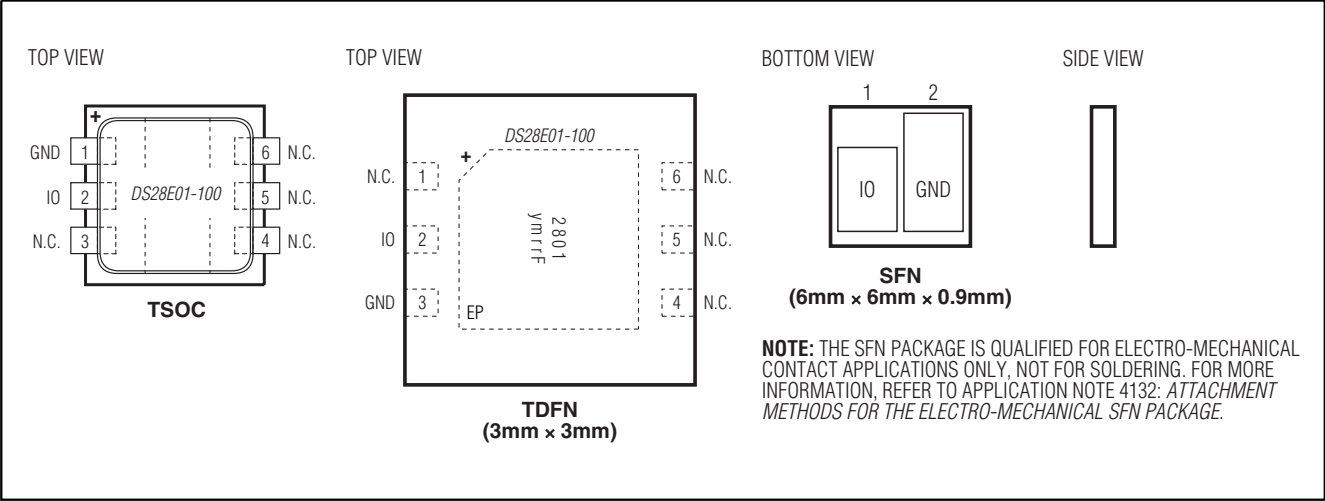 TOP VIEW
+
GND 1
6 N.C.
IO 2
DS28E01-100
5 N.C.
N.C. 3
4 N.C.
TSOC
TOP VIEW
DS28E01-100
+
N.C. 1
6 N.C.
IO 2
2801
ymrrF
5 N.C.
GND 3
EP
4 N.C.
TDFN
(3mm × 3mm)
BOTTOM VIEW
1 2
IO GND
SFN
(6mm × 6mm × 0.9mm)
SIDE VIEW
NOTE: THE SFN PACKAGE IS QUALIFIED FOR ELECTRO-MECHANICAL
CONTACT APPLICATIONS ONLY, NOT FOR SOLDERING. FOR MORE
INFORMATION, REFER TO APPLICATION NOTE 4132: ATTACHMENT
METHODS FOR THE ELECTRO-MECHANICAL SFN PACKAGE.